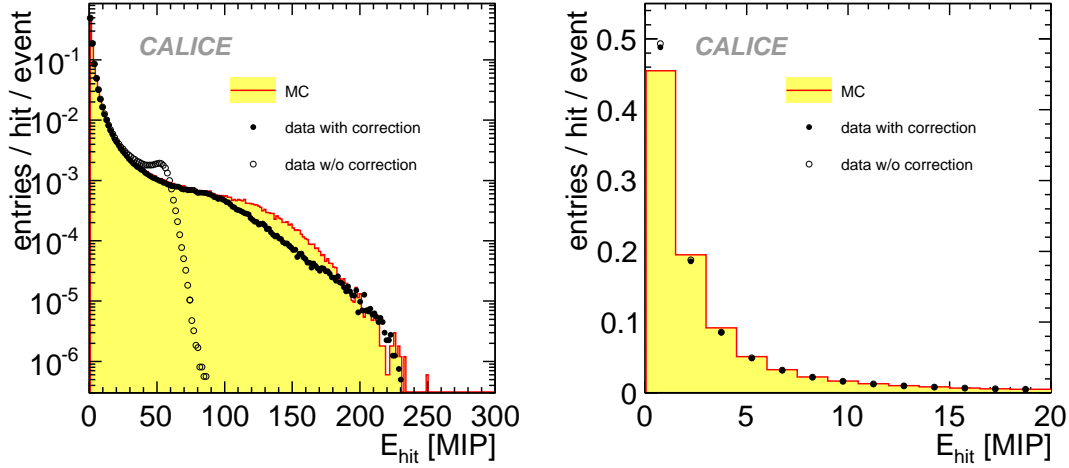 entries / hit / event
CALICE
MC
data with correction
data w/o correction
10^-1
10^-2
10^-3
10^-4
10^-5
10^-6
0 50 100 150 200 250 300
E_hit [MIP]
entries / hit / event
CALICE
MC
data with correction
data w/o correction
0.5
0.4
0.3
0.2
0.1
0
0 5 10 15 20
E_hit [MIP]